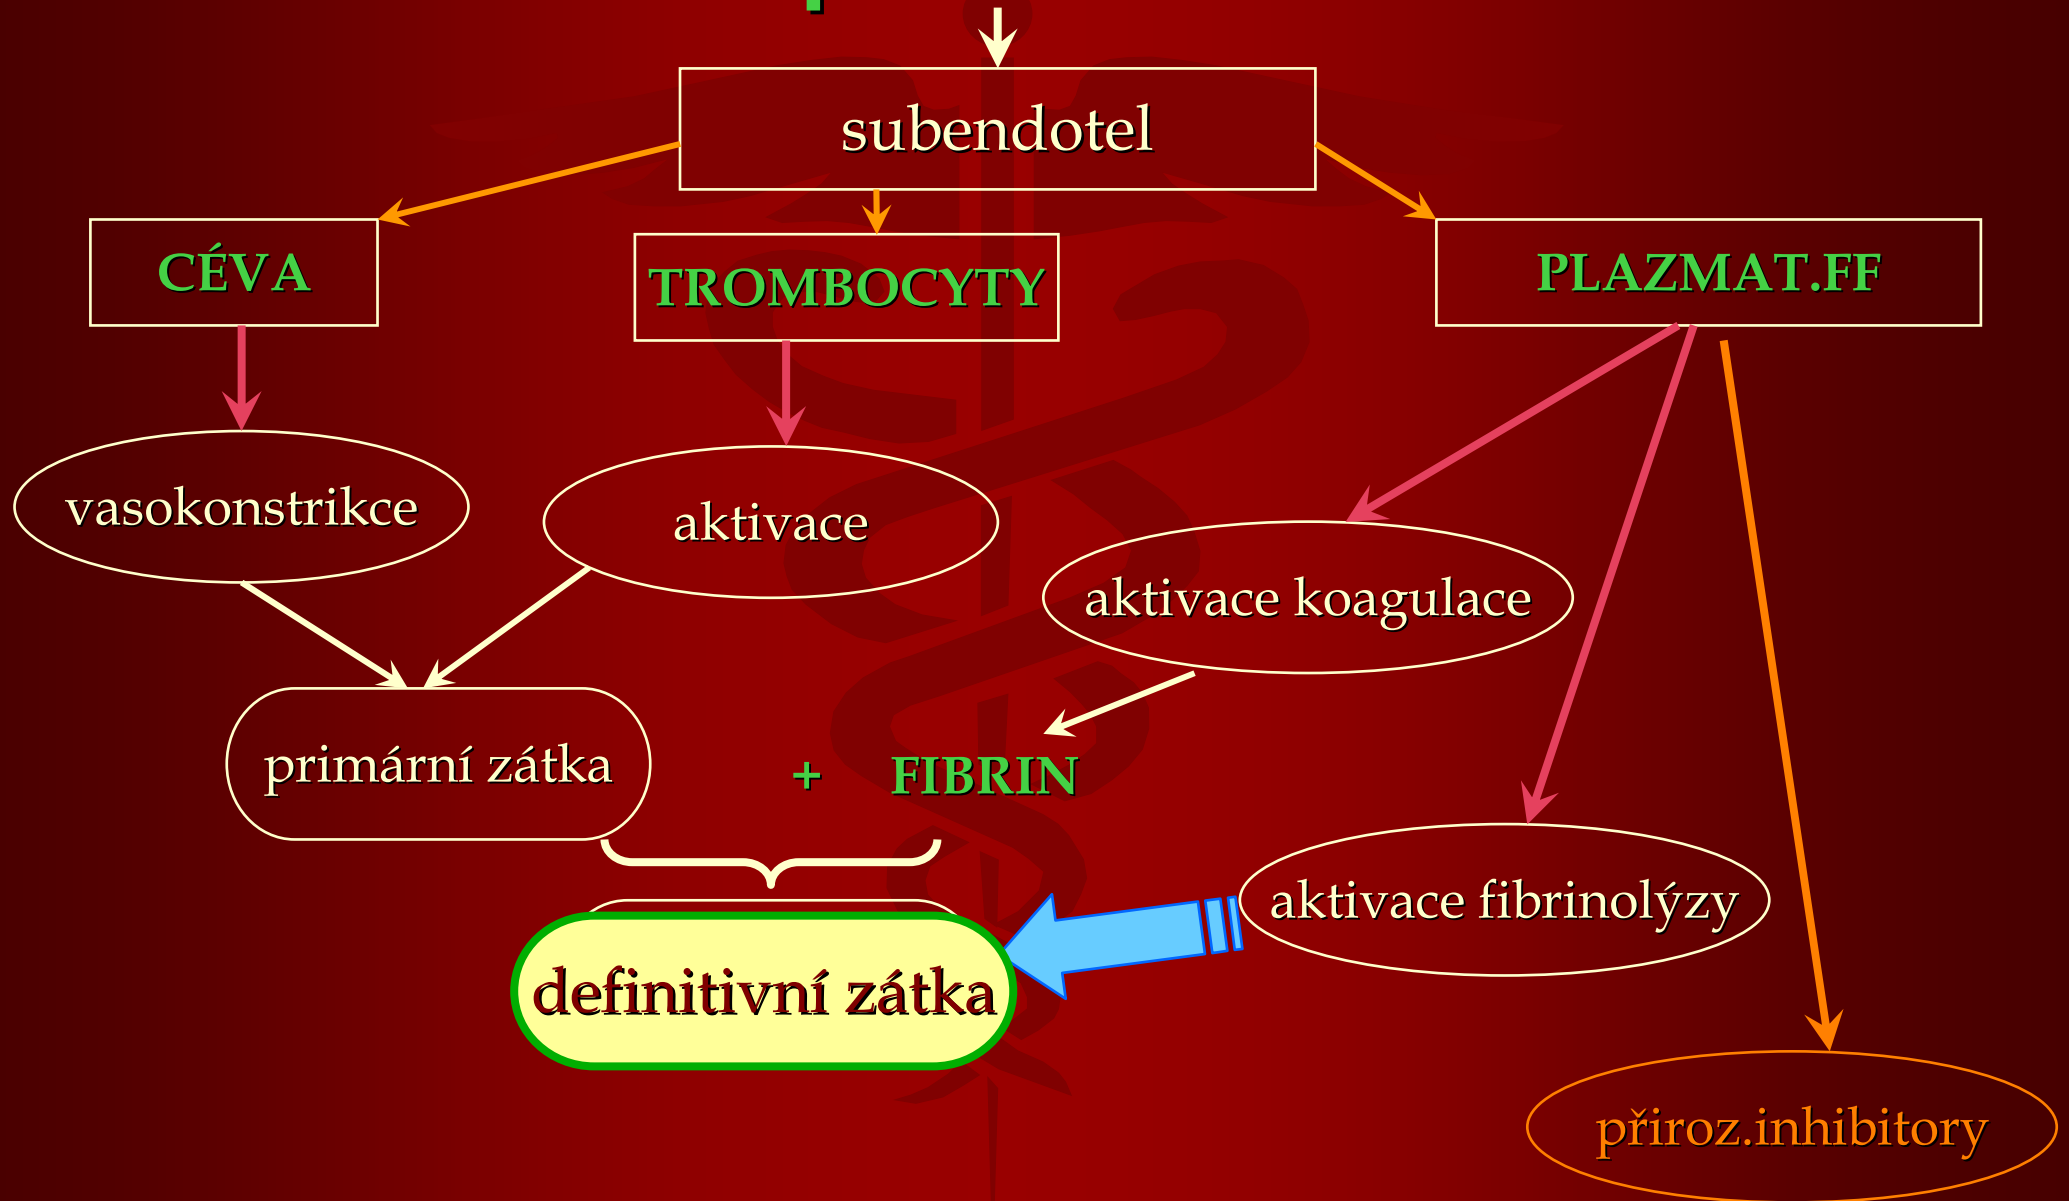 subendotel
CÉVA
TROMBOCYTY
PLAZMAT.FF
vasokonstrikce
aktivace
aktivace koagulace
primární zátka
+ FIBRIN
aktivace fibrinolýzy
definitivní zátka
přiroz.inhibitory